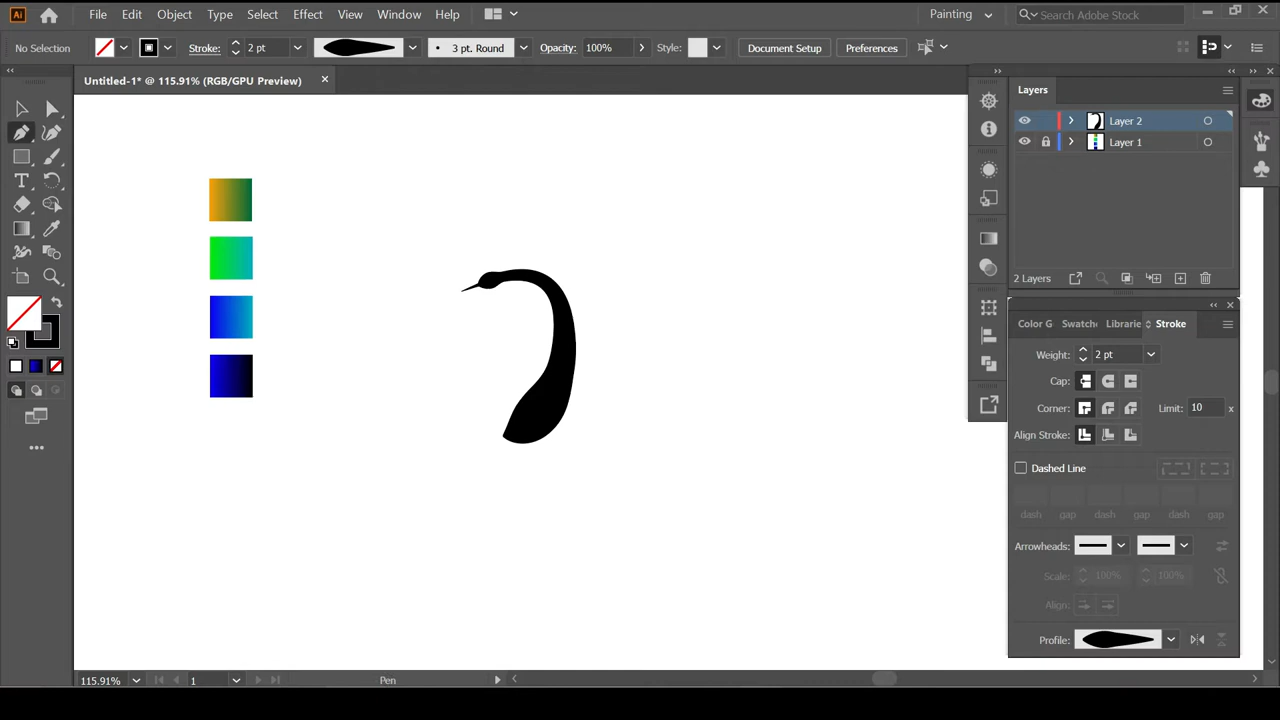 Ai File Edit Object Type Select Effect View Window Help Painting Search Adobe Stock
No Selection Stroke: 2 pt • 3 pt. Round Opacity: 100% Style: Document Setup Preferences
Untitled-1* @ 115.91% (RGB/GPU Preview)
Layers
Layer 2
Layer 1
2 Layers
Color G Swatche Librarie Stroke
Weight: 2 pt
Cap:
Corner: Limit: 10 x
Align Stroke:
Dashed Line
dash gap dash gap dash gap
Arrowheads:
Scale: 100% 100%
Align:
Profile:
115.91% 1 Pen